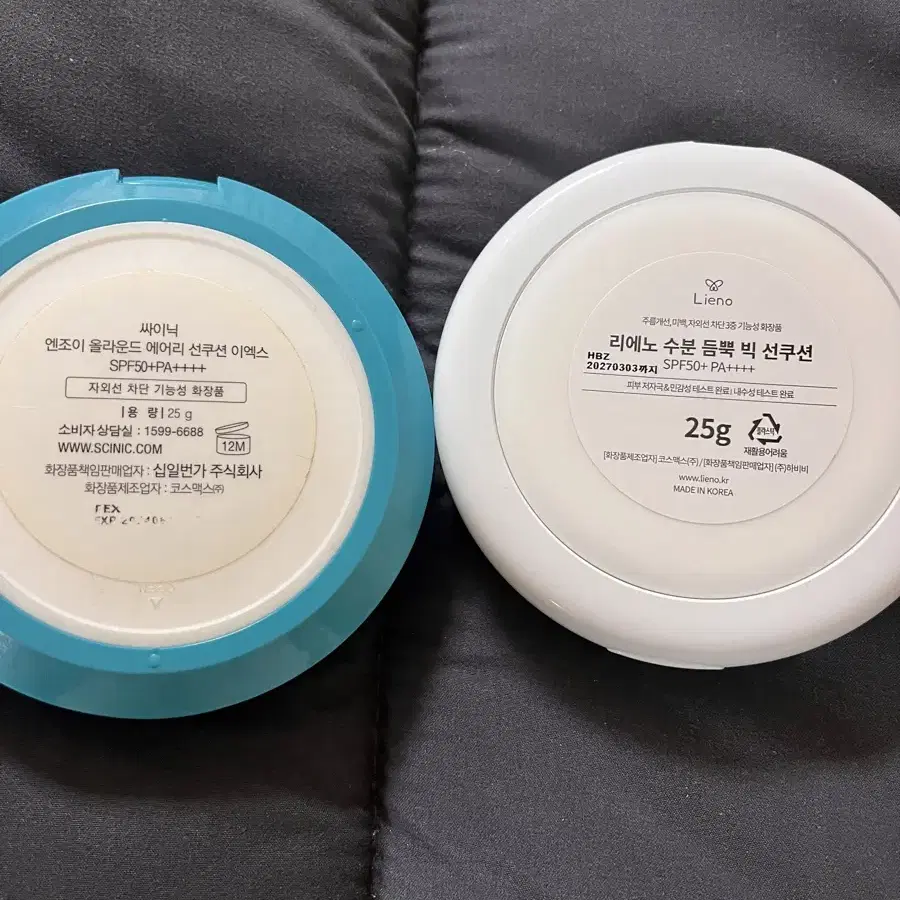 싸이닉
엔조이 올라운드 에어리 선쿠션 이엑스
SPF50+PA++++
자외선 차단 기능성 화장품
|용 량| 25 g
소비자상담실 : 1599-6688
12M
WWW.SCINIC.COM
화장품책임판매업자 : 십일번가 주식회사
화장품제조업자 : 코스맥스㈜
Lieno
주름개선, 미백, 자외선 차단 3중 기능성 화장품
리에노 수분 듬뿍 빅 선쿠션
HBZ
20270303까지
SPF50+ PA++++
피부 저자극&민감성 테스트 완료| 내수성 테스트 완료
25g
플라스틱
재활용어려움
[화장품제조업자] 코스맥스(주) / [화장품책임판매업자] (주)하비비
www.lieno.kr
MADE IN KOREA